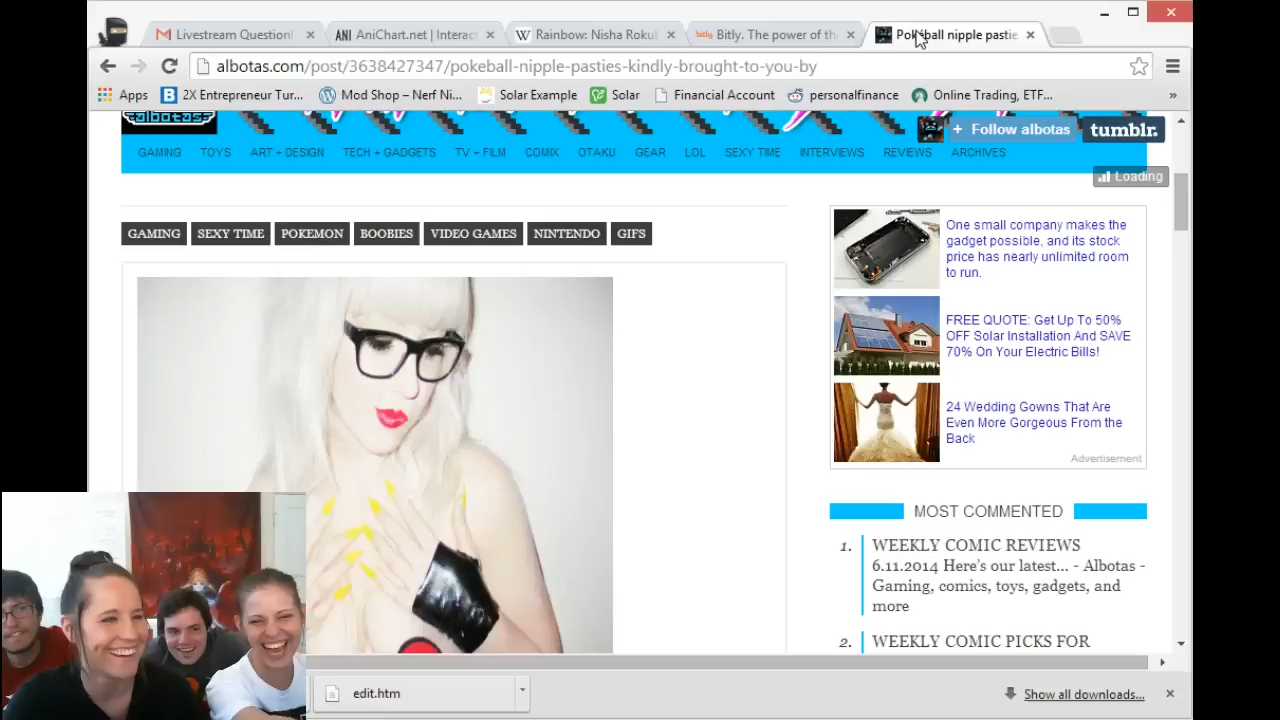 Livestream Question!
ANI AniChart.net | Interac
W Rainbow: Nisha Roku
bitly Bitly. The power of th
Pokeball nipple pastie
albotas.com/post/3638427347/pokeball-nipple-pasties-kindly-brought-to-you-by
Apps
B 2X Entrepreneur Tur...
Mod Shop – Nerf Ni...
Solar Example
Solar
Financial Account
personalfinance
Online Trading, ETF...
»
albotas
+ Follow albotas
tumblr.
GAMING TOYS ART + DESIGN TECH + GADGETS TV + FILM COMIX OTAKU GEAR LOL SEXY TIME INTERVIEWS REVIEWS ARCHIVES
Loading
GAMING SEXY TIME POKEMON BOOBIES VIDEO GAMES NINTENDO GIFS
One small company makes the
gadget possible, and its stock
price has nearly unlimited room
to run.
FREE QUOTE: Get Up To 50%
OFF Solar Installation And SAVE
70% On Your Electric Bills!
24 Wedding Gowns That Are
Even More Gorgeous From the
Back
Advertisement
MOST COMMENTED
1. WEEKLY COMIC REVIEWS
6.11.2014 Here's our latest... - Albotas -
Gaming, comics, toys, gadgets, and
more
2. WEEKLY COMIC PICKS FOR
edit.htm
Show all downloads...